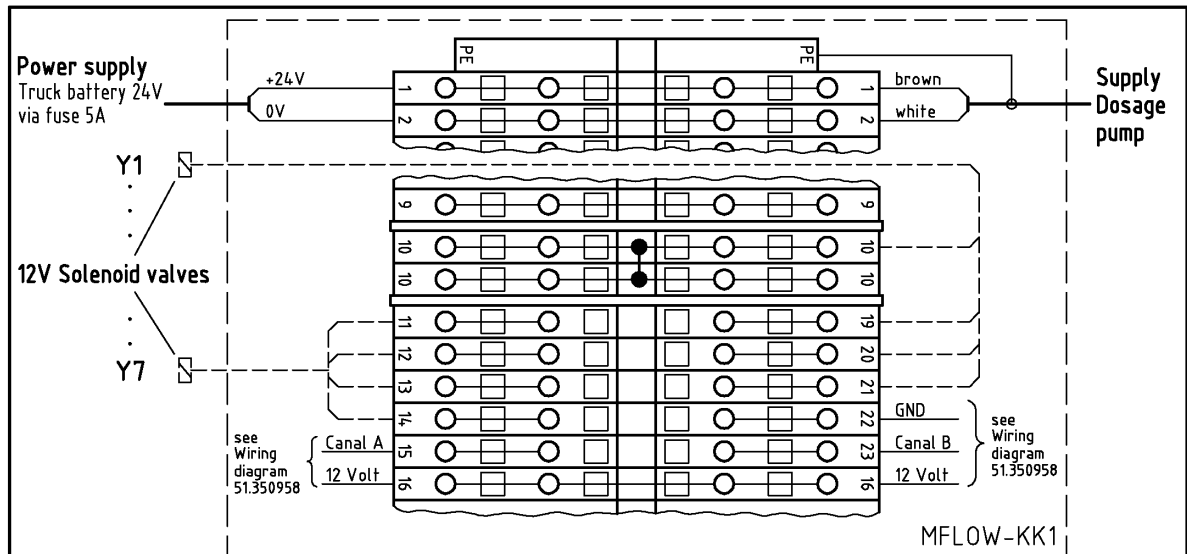 PE PE
Power supply
Truck battery 24V
via fuse 5A
+24V
0V
1 1
2 2
brown
white
Supply
Dosage
pump
Y1
12V Solenoid valves
Y7
9 9
10 10
10 10
11 19
12 20
13 21
14 22 GND
Canal A 15 23 Canal B
12 Volt 16 16 12 Volt
see
Wiring
diagram
51.350958
see
Wiring
diagram
51.350958
MFLOW-KK1